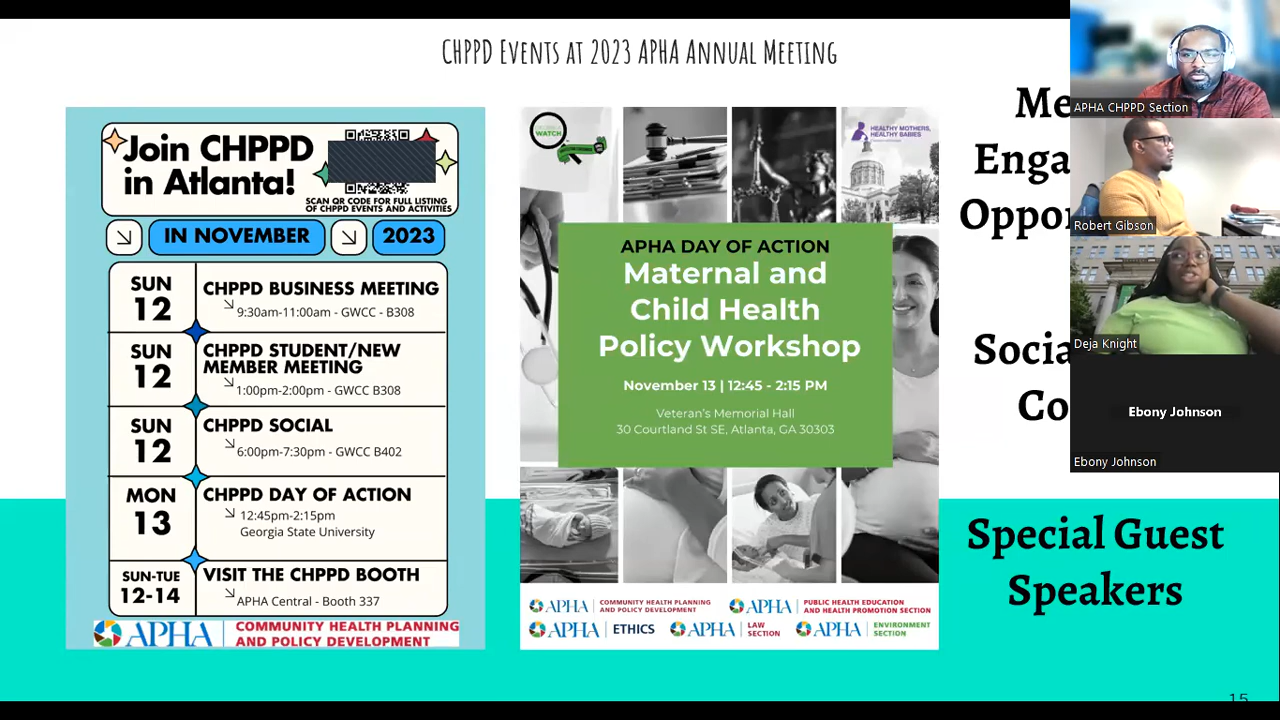 CHPPD Events at 2023 APHA Annual Meeting
Join CHPPD
in Atlanta!
SCAN QR CODE FOR FULL LISTING
OF CHPPD EVENTS AND ACTIVITIES
IN NOVEMBER
2023
SUN
12
CHPPD BUSINESS MEETING
9:30am-11:00am - GWCC - B308
SUN
12
CHPPD STUDENT/NEW
MEMBER MEETING
1:00pm-2:00pm - GWCC B308
SUN
12
CHPPD SOCIAL
6:00pm-7:30pm - GWCC B402
MON
13
CHPPD DAY OF ACTION
12:45pm-2:15pm
Georgia State University
SUN-TUE
12-14
VISIT THE CHPPD BOOTH
APHA Central - Booth 337
APHA
COMMUNITY HEALTH PLANNING
AND POLICY DEVELOPMENT
WATCH
HEALTHY MOTHERS,
HEALTHY BABIES
APHA DAY OF ACTION
Maternal and
Child Health
Policy Workshop
November 13 | 12:45 - 2:15 PM
Veteran's Memorial Hall
30 Courtland St SE, Atlanta, GA 30303
APHA COMMUNITY HEALTH PLANNING
AND POLICY DEVELOPMENT
APHA PUBLIC HEALTH EDUCATION
AND HEALTH PROMOTION SECTION
APHA ETHICS
APHA LAW
SECTION
APHA ENVIRONMENT
SECTION
Me
Enga
Oppor
Socia
Co
Special Guest
Speakers
APHA CHPPD Section
Robert Gibson
Deja Knight
Ebony Johnson
Ebony Johnson
15